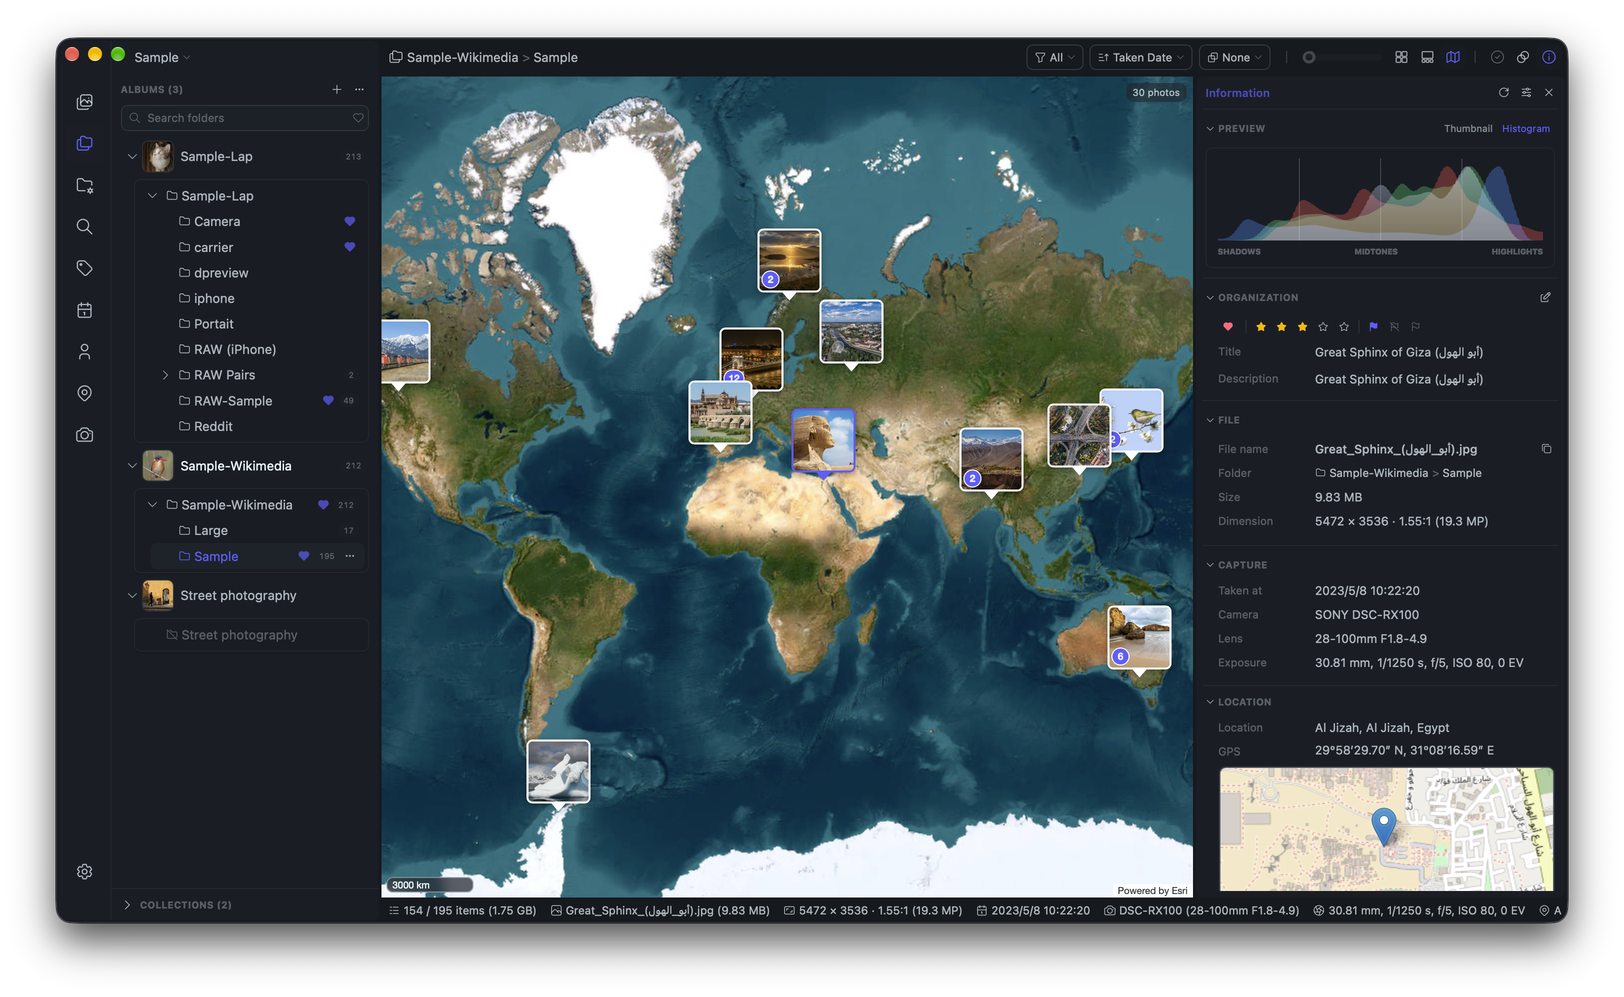 Sample
Sample-Wikimedia > Sample
All
Taken Date
None
ALBUMS (3)
Search folders
Sample-Lap 213
Sample-Lap
Camera
carrier
dpreview
iphone
Portait
RAW (iPhone)
RAW Pairs 2
RAW-Sample 49
Reddit
Sample-Wikimedia 212
Sample-Wikimedia 212
Large 17
Sample 195
Street photography
Street photography
COLLECTIONS (2)
30 photos
2
12
2
2
6
3000 km
Powered by Esri
Information
PREVIEW
Thumbnail Histogram
SHADOWS MIDTONES HIGHLIGHTS
ORGANIZATION
Title Great Sphinx of Giza (أبو الهول)
Description Great Sphinx of Giza (أبو الهول)
FILE
File name Great_Sphinx_(أبو_الهول).jpg
Folder Sample-Wikimedia > Sample
Size 9.83 MB
Dimension 5472 × 3536 · 1.55:1 (19.3 MP)
CAPTURE
Taken at 2023/5/8 10:22:20
Camera SONY DSC-RX100
Lens 28-100mm F1.8-4.9
Exposure 30.81 mm, 1/1250 s, f/5, ISO 80, 0 EV
LOCATION
Location Al Jizah, Al Jizah, Egypt
GPS 29°58′29.70″ N, 31°08′16.59″ E
154 / 195 items (1.75 GB) Great_Sphinx_(أبو_الهول).jpg (9.83 MB) 5472 × 3536 · 1.55:1 (19.3 MP) 2023/5/8 10:22:20 DSC-RX100 (28-100mm F1.8-4.9) 30.81 mm, 1/1250 s, f/5, ISO 80, 0 EV A